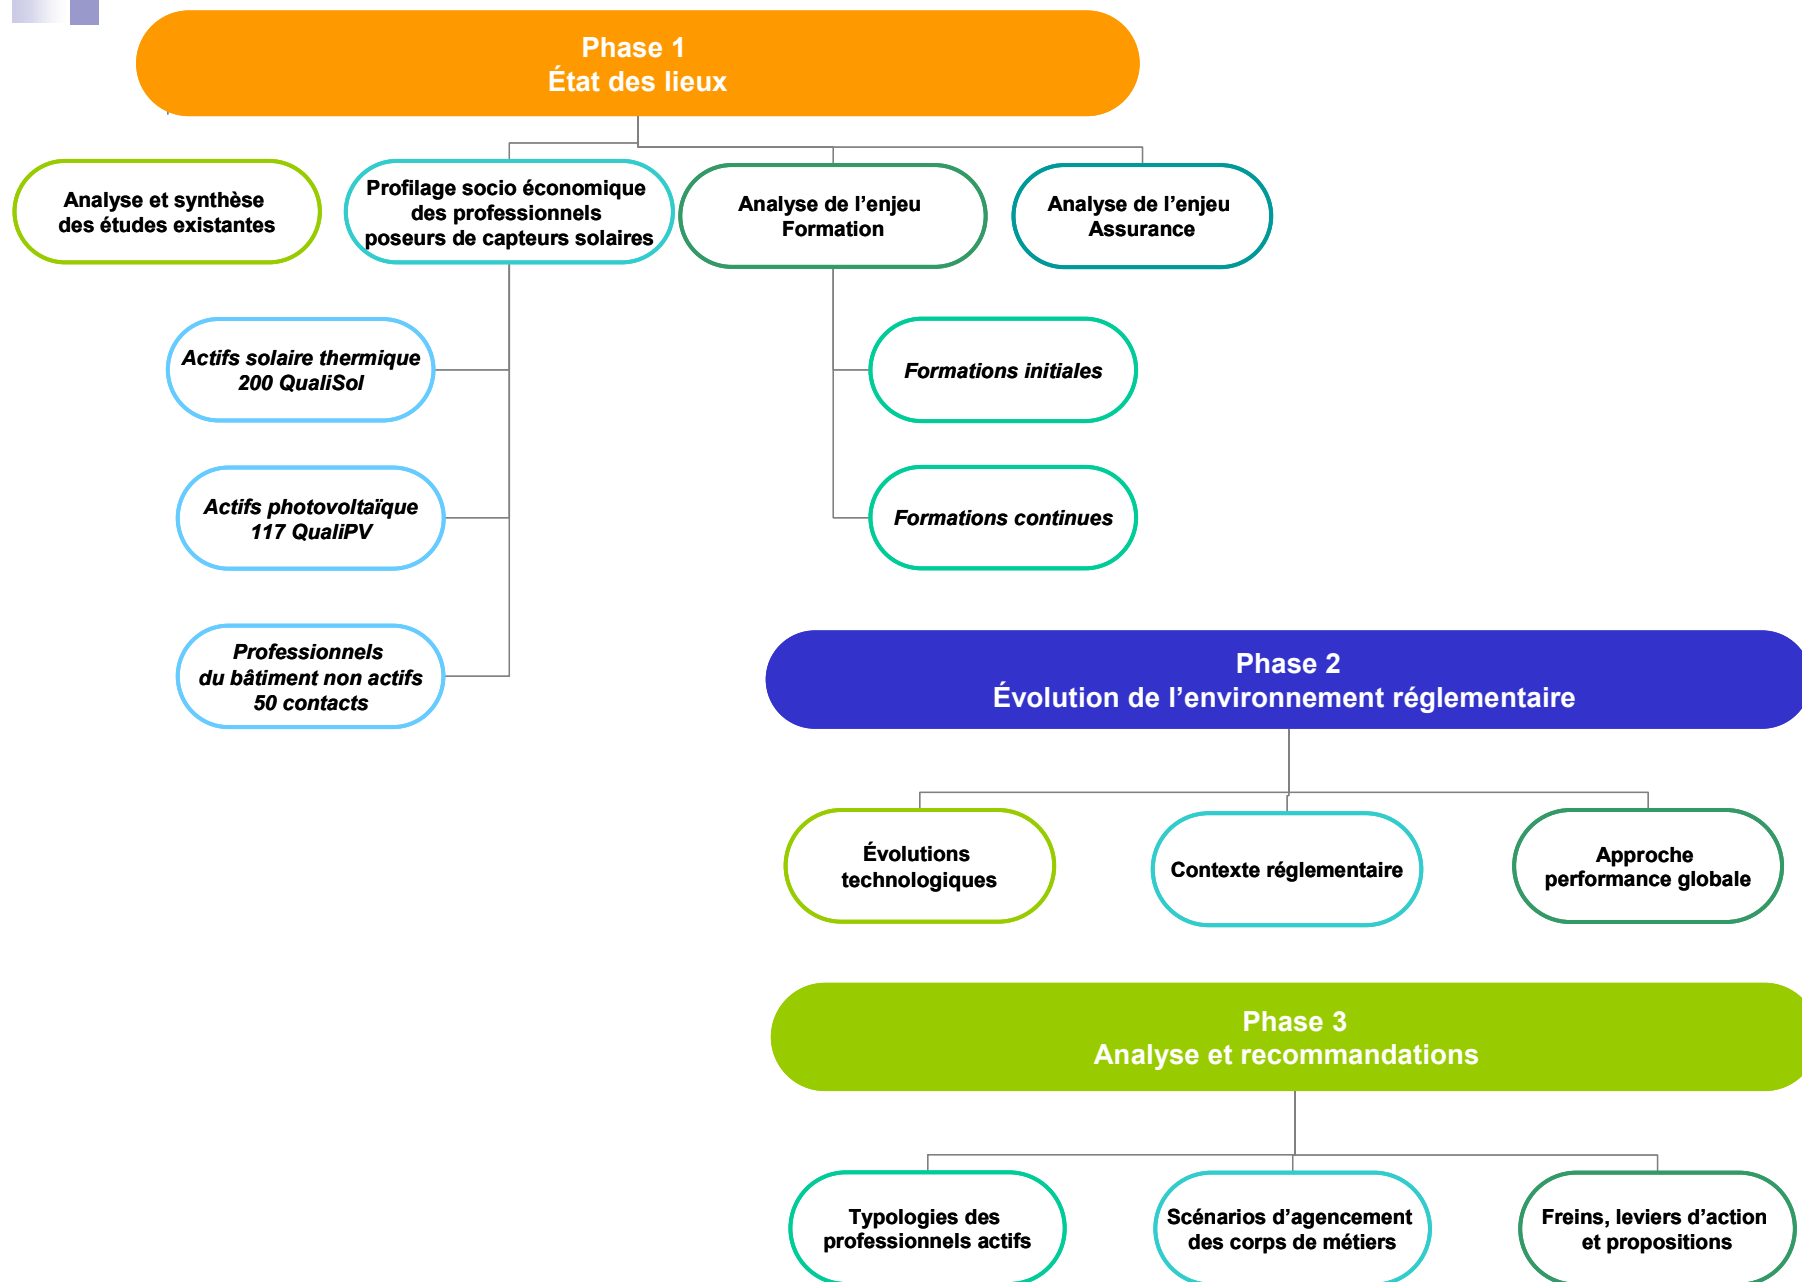 Phase 1
État des lieux
Analyse et synthèse
des études existantes
Profilage socio économique
des professionnels
poseurs de capteurs solaires
Analyse de l’enjeu
Formation
Analyse de l’enjeu
Assurance
Actifs solaire thermique
200 QualiSol
Formations initiales
Actifs photovoltaïque
117 QualiPV
Formations continues
Professionnels
du bâtiment non actifs
50 contacts
Phase 2
Évolution de l’environnement réglementaire
Évolutions
technologiques
Contexte réglementaire
Approche
performance globale
Phase 3
Analyse et recommandations
Typologies des
professionnels actifs
Scénarios d’agencement
des corps de métiers
Freins, leviers d’action
et propositions